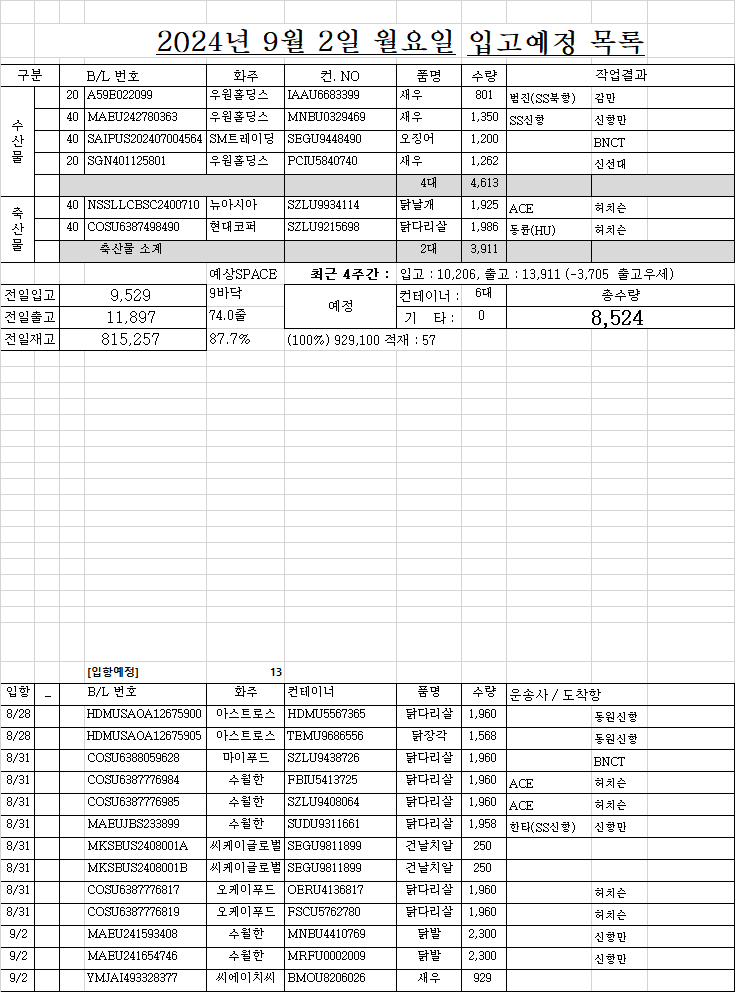 2024년 9월 2일 월요일 입고예정 목록
구분 B/L 번호 화주 컨. NO 품명 수량 작업결과
수산물
20 A59E022099 우원홀딩스 IAAU6683399 새우 801 범진(SS북항) 감만
40 MAEU242780363 우원홀딩스 MNBU0329469 새우 1,350 SS신항 신항만
40 SAIPUS202407004564 SM트레이딩 SEGU9448490 오징어 1,200 BNCT
20 SGN401125801 우원홀딩스 PCIU5840740 새우 1,262 신선대
4대 4,613
축산물
40 NSSLLCBSC2400710 뉴아시아 SZLU9934114 닭날개 1,925 ACE 허치슨
40 COSU6387498490 현대코퍼 SZLU9215698 닭다리살 1,986 동륜(HU) 허치슨
축산물 소계 2대 3,911
예상SPACE 최근 4주간 : 입고 : 10,206, 출고 : 13,911 (-3,705 출고우세)
전일입고 9,529 9바닥 예정 컨테이너 : 6대 총수량
전일출고 11,897 74.0줄 기 타 : 0 8,524
전일재고 815,257 87.7% (100%) 929,100 적재 : 57
[입항예정] 13
입항 _ B/L 번호 화주 컨테이너 품명 수량 운송사 / 도착항
8/28 HDMUSAOA12675900 아스트로스 HDMU5567365 닭다리살 1,960 동원신항
8/28 HDMUSAOA12675905 아스트로스 TEMU9686556 닭장각 1,568 동원신항
8/31 COSU6388059628 마이푸드 SZLU9438726 닭다리살 1,960 BNCT
8/31 COSU6387776984 수월한 FBIU5413725 닭다리살 1,960 ACE 허치슨
8/31 COSU6387776985 수월한 SZLU9408064 닭다리살 1,960 ACE 허치슨
8/31 MAEUJBS233899 수월한 SUDU9311661 닭다리살 1,958 한타(SS신항) 신항만
8/31 MKSBUS2408001A 씨케이글로벌 SEGU9811899 건날치알 250
8/31 MKSBUS2408001B 씨케이글로벌 SEGU9811899 건날치알 250
8/31 COSU6387776817 오케이푸드 OERU4136817 닭다리살 1,960 허치슨
8/31 COSU6387776819 오케이푸드 FSCU5762780 닭다리살 1,960 허치슨
9/2 MAEU241593408 수월한 MNBU4410769 닭발 2,300 신항만
9/2 MAEU241654746 수월한 MRFU0002009 닭발 2,300 신항만
9/2 YMJAI493328377 씨에이치씨 BMOU8206026 새우 929